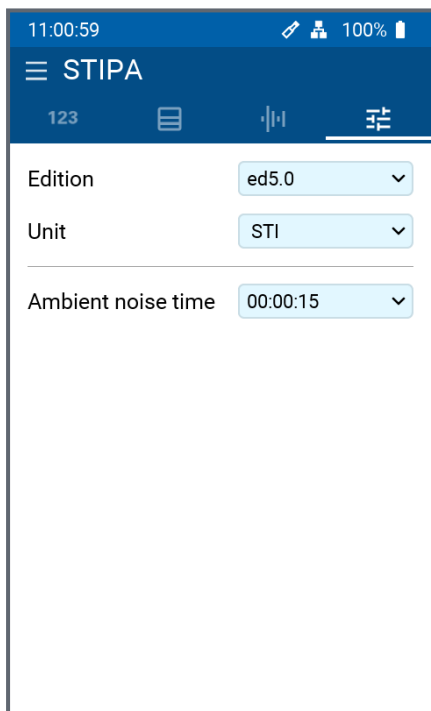 11:00:59 100%
STIPA
123
Edition ed5.0
Unit STI
Ambient noise time 00:00:15